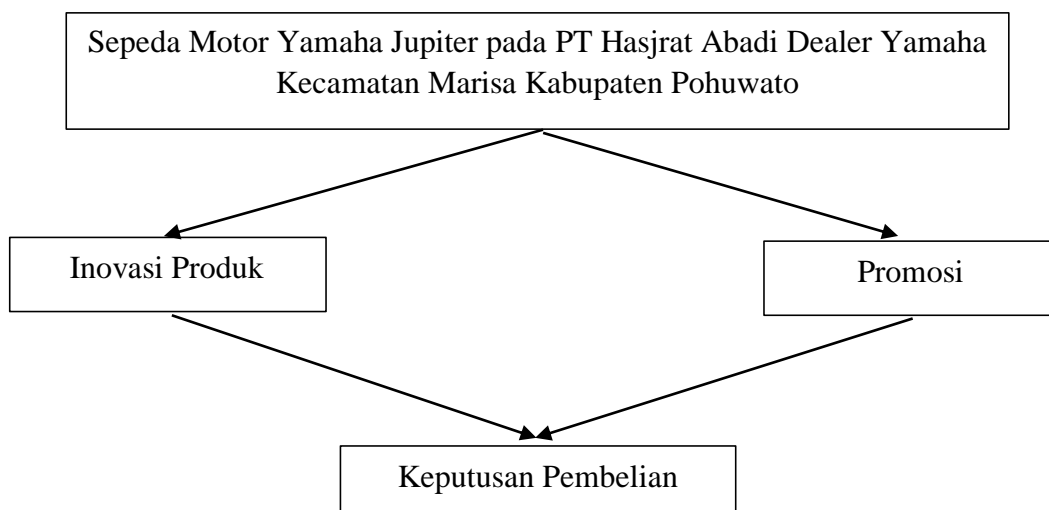 Sepeda Motor Yamaha Jupiter pada PT Hasjrat Abadi Dealer Yamaha
Kecamatan Marisa Kabupaten Pohuwato
Inovasi Produk
Promosi
Keputusan Pembelian